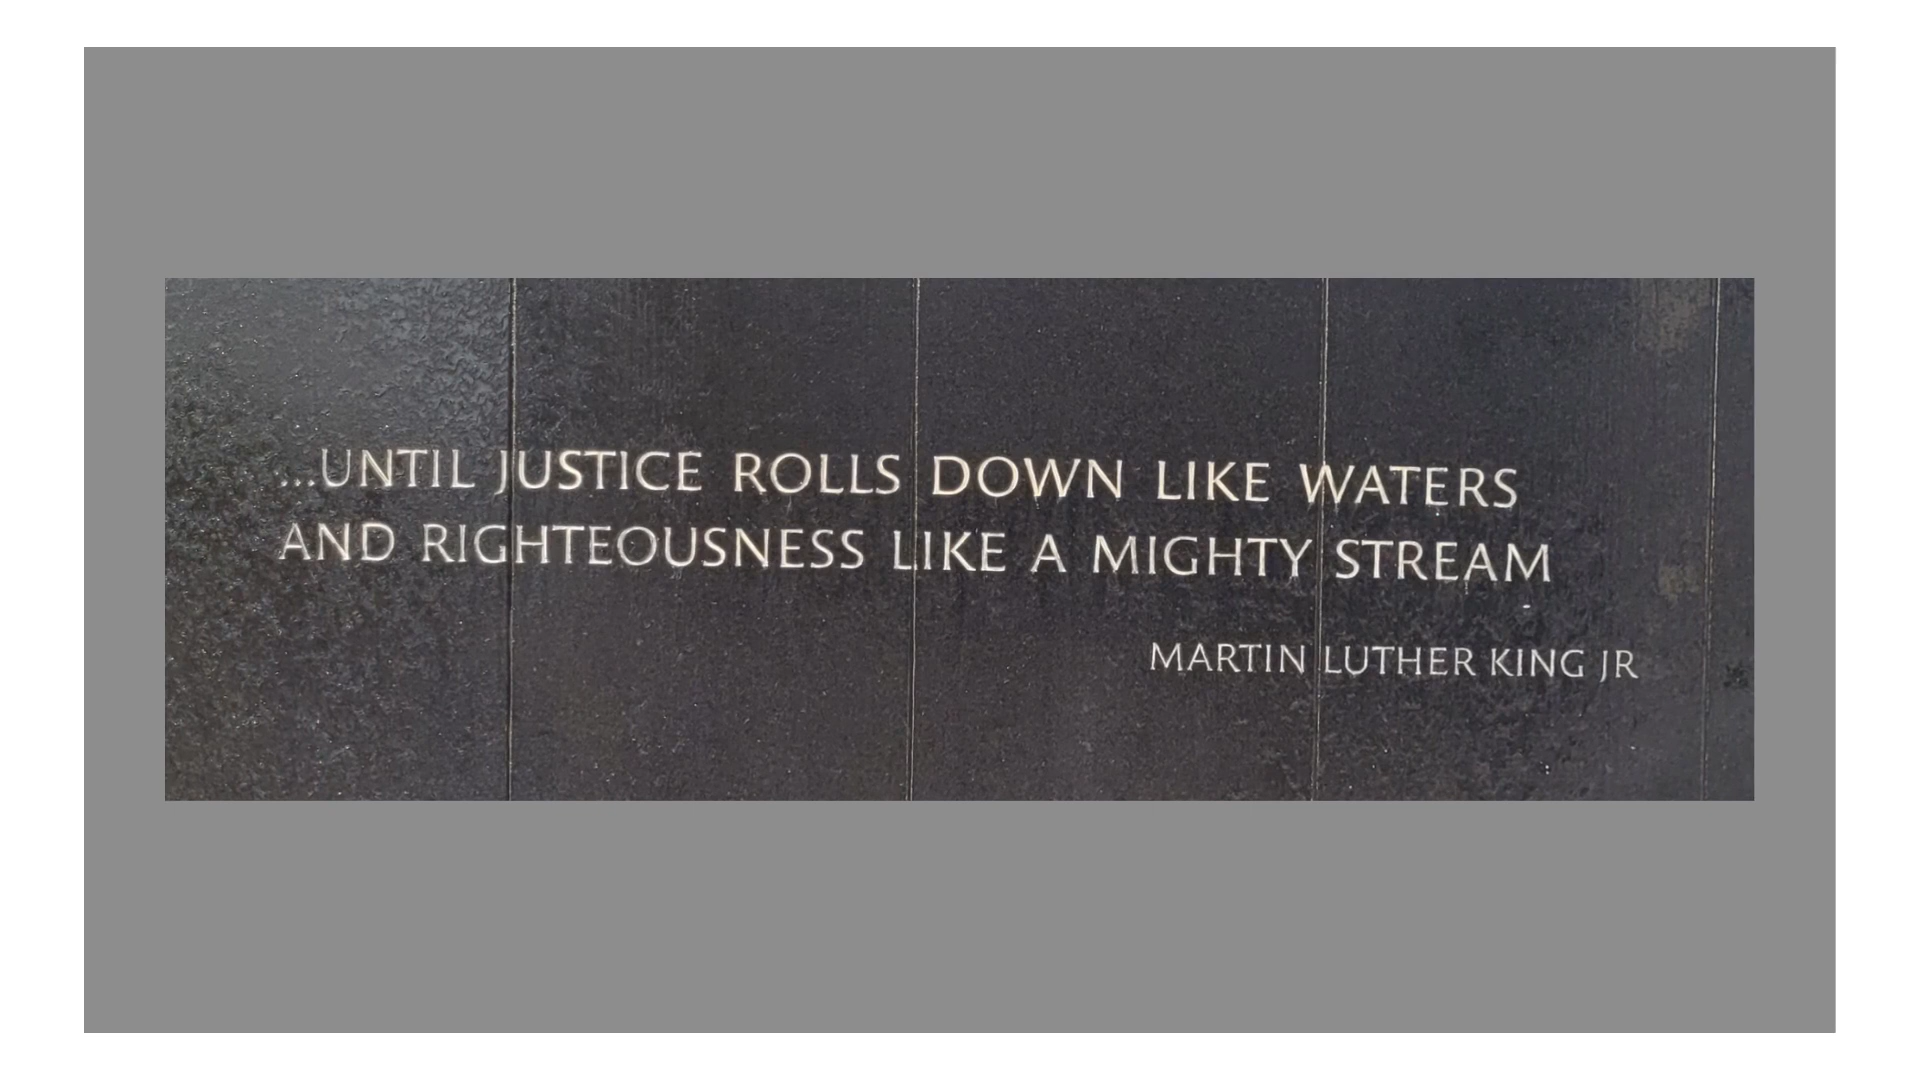 ...UNTIL JUSTICE ROLLS DOWN LIKE WATERS
AND RIGHTEOUSNESS LIKE A MIGHTY STREAM
MARTIN LUTHER KING JR